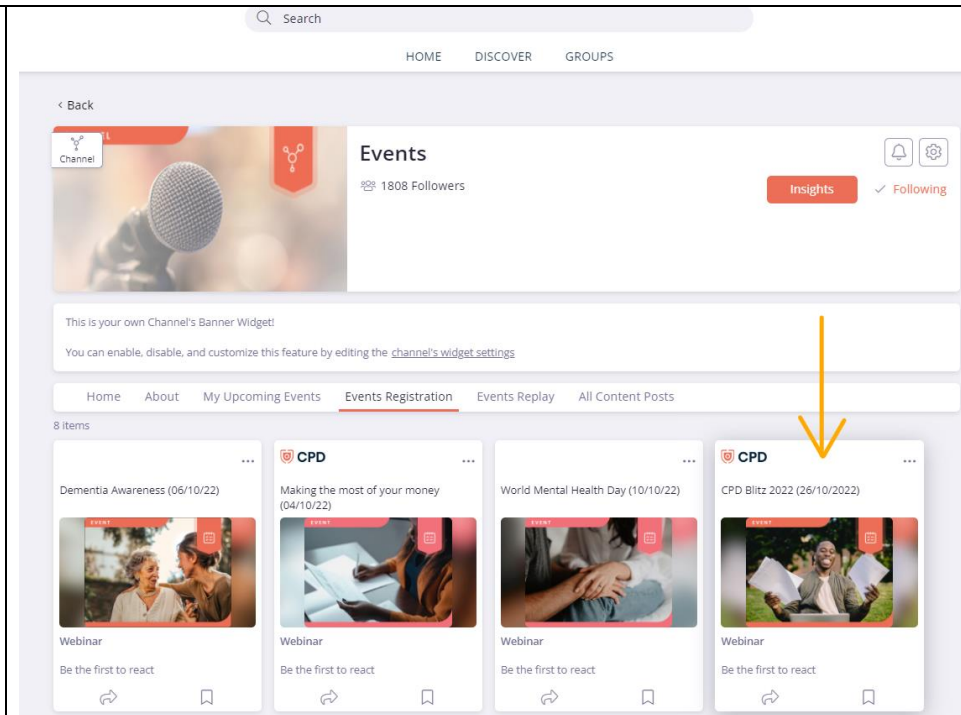 Search
HOME DISCOVER GROUPS
< Back
Channel
Events
1808 Followers
Insights
Following
This is your own Channel's Banner Widget!
You can enable, disable, and customize this feature by editing the channel's widget settings
Home About My Upcoming Events Events Registration Events Replay All Content Posts
8 items
Dementia Awareness (06/10/22)
EVENT
Webinar
Be the first to react
CPD
Making the most of your money
(04/10/22)
EVENT
Webinar
Be the first to react
World Mental Health Day (10/10/22)
EVENT
Webinar
Be the first to react
CPD
CPD Blitz 2022 (26/10/2022)
EVENT
Webinar
Be the first to react